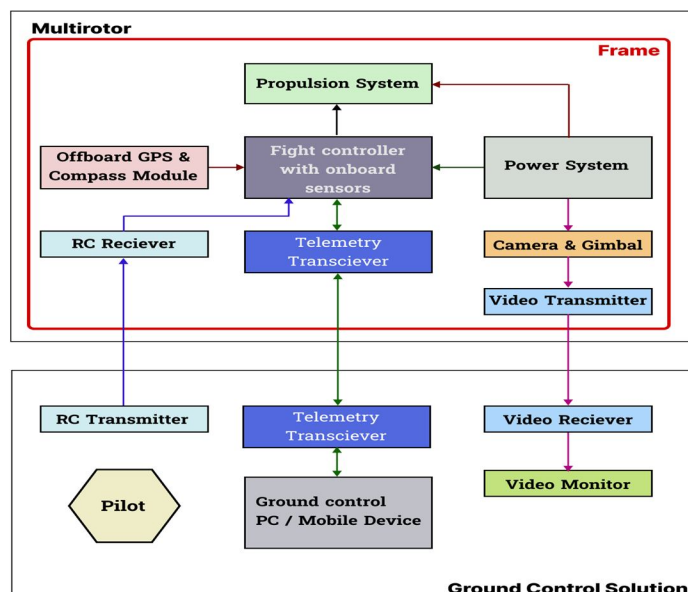 Multirotor
Frame
Propulsion System
Offboard GPS &
Compass Module
Fight controller
with onboard
sensors
Power System
RC Reciever
Telemetry
Transciever
Camera & Gimbal
Video Transmitter
RC Transmitter
Telemetry
Transciever
Video Reciever
Pilot
Ground control
PC / Mobile Device
Video Monitor
Ground Control Solution